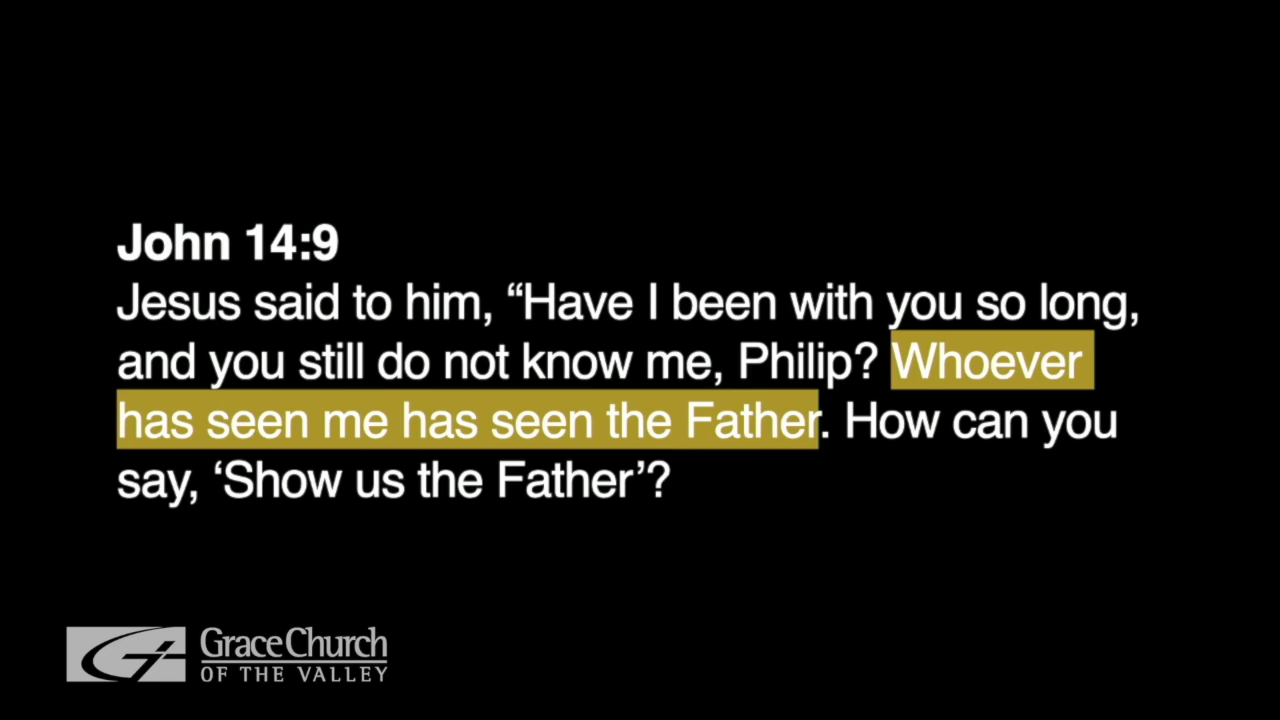 John 14:9
Jesus said to him, “Have I been with you so long,
and you still do not know me, Philip? Whoever
has seen me has seen the Father. How can you
say, ‘Show us the Father’?
Grace Church
OF THE VALLEY